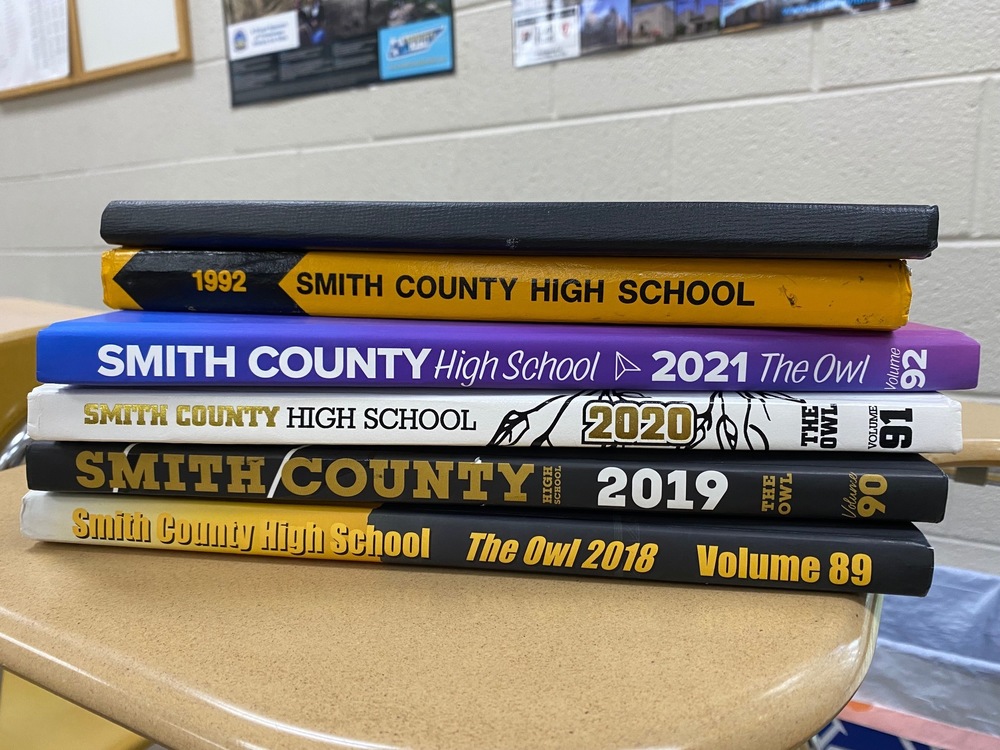 1992 SMITH COUNTY HIGH SCHOOL
SMITH COUNTY High School 2021 The Owl Volume 92
SMITH COUNTY HIGH SCHOOL 2020 THE OWL VOLUME 91
SMITH COUNTY HIGH SCHOOL 2019 THE OWL Volume 90
Smith County High School The Owl 2018 Volume 89